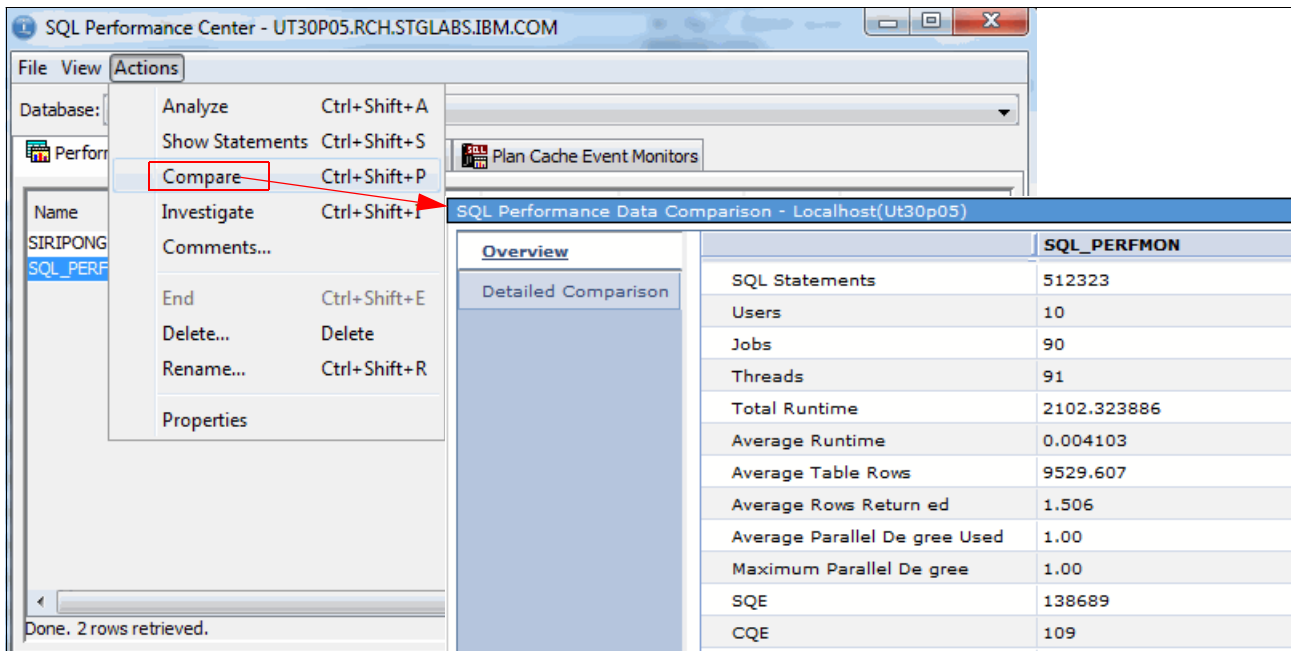 SQL Performance Center - UT30P05.RCH.STGLABS.IBM.COM
File View Actions
Database:
Analyze Ctrl+Shift+A
Show Statements Ctrl+Shift+S
Compare Ctrl+Shift+P
Investigate Ctrl+Shift+I
Comments...
End Ctrl+Shift+E
Delete... Delete
Rename... Ctrl+Shift+R
Properties
Perfor
SQL Plan Cache Event Monitors
Name
SIRIPONG
SQL_PERF
Done. 2 rows retrieved.
SQL Performance Data Comparison - Localhost(Ut30p05)
Overview
Detailed Comparison
SQL_PERFMON
SQL Statements 512323
Users 10
Jobs 90
Threads 91
Total Runtime 2102.323886
Average Runtime 0.004103
Average Table Rows 9529.607
Average Rows Return ed 1.506
Average Parallel De gree Used 1.00
Maximum Parallel De gree 1.00
SQE 138689
CQE 109